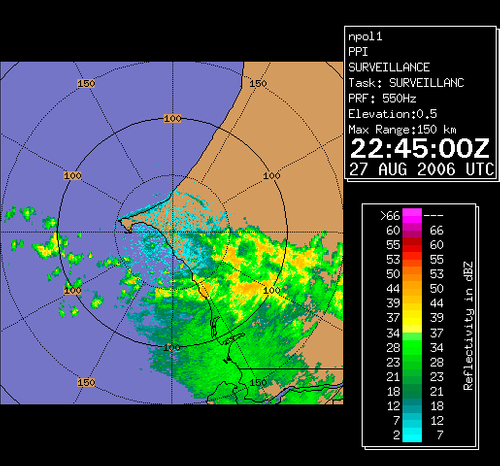 npol1
PPI
SURVEILLANCE
Task: SURVEILLANC
PRF: 550Hz
Elevation:0.5
Max Range:150 km
22:45:00Z
27 AUG 2006 UTC
150 150
100
100 100
100 100
100
150 150
>66 ---
60 66
55 60
53 55
50 53
44 50
39 44
37 39
34 37
28 34
23 28
21 23
18 21
12 18
7 12
2 7
Reflectivity in dBZ